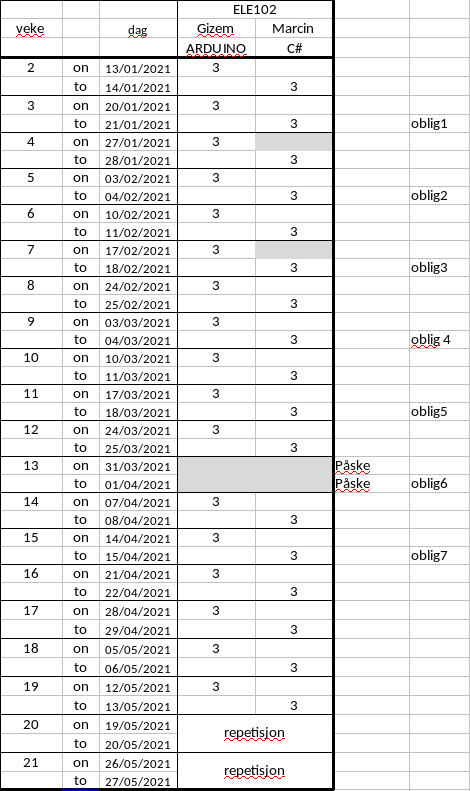 ELE102
veke dag Gizem Marcin
ARDUINO C#
2 on 13/01/2021 3
to 14/01/2021 3
3 on 20/01/2021 3
to 21/01/2021 3 oblig1
4 on 27/01/2021 3
to 28/01/2021 3
5 on 03/02/2021 3
to 04/02/2021 3 oblig2
6 on 10/02/2021 3
to 11/02/2021 3
7 on 17/02/2021 3
to 18/02/2021 3 oblig3
8 on 24/02/2021 3
to 25/02/2021 3
9 on 03/03/2021 3
to 04/03/2021 3 oblig 4
10 on 10/03/2021 3
to 11/03/2021 3
11 on 17/03/2021 3
to 18/03/2021 3 oblig5
12 on 24/03/2021 3
to 25/03/2021 3
13 on 31/03/2021 Påske
to 01/04/2021 Påske oblig6
14 on 07/04/2021 3
to 08/04/2021 3
15 on 14/04/2021 3
to 15/04/2021 3 oblig7
16 on 21/04/2021 3
to 22/04/2021 3
17 on 28/04/2021 3
to 29/04/2021 3
18 on 05/05/2021 3
to 06/05/2021 3
19 on 12/05/2021 3
to 13/05/2021 3
20 on 19/05/2021 repetisjon
to 20/05/2021
21 on 26/05/2021 repetisjon
to 27/05/2021